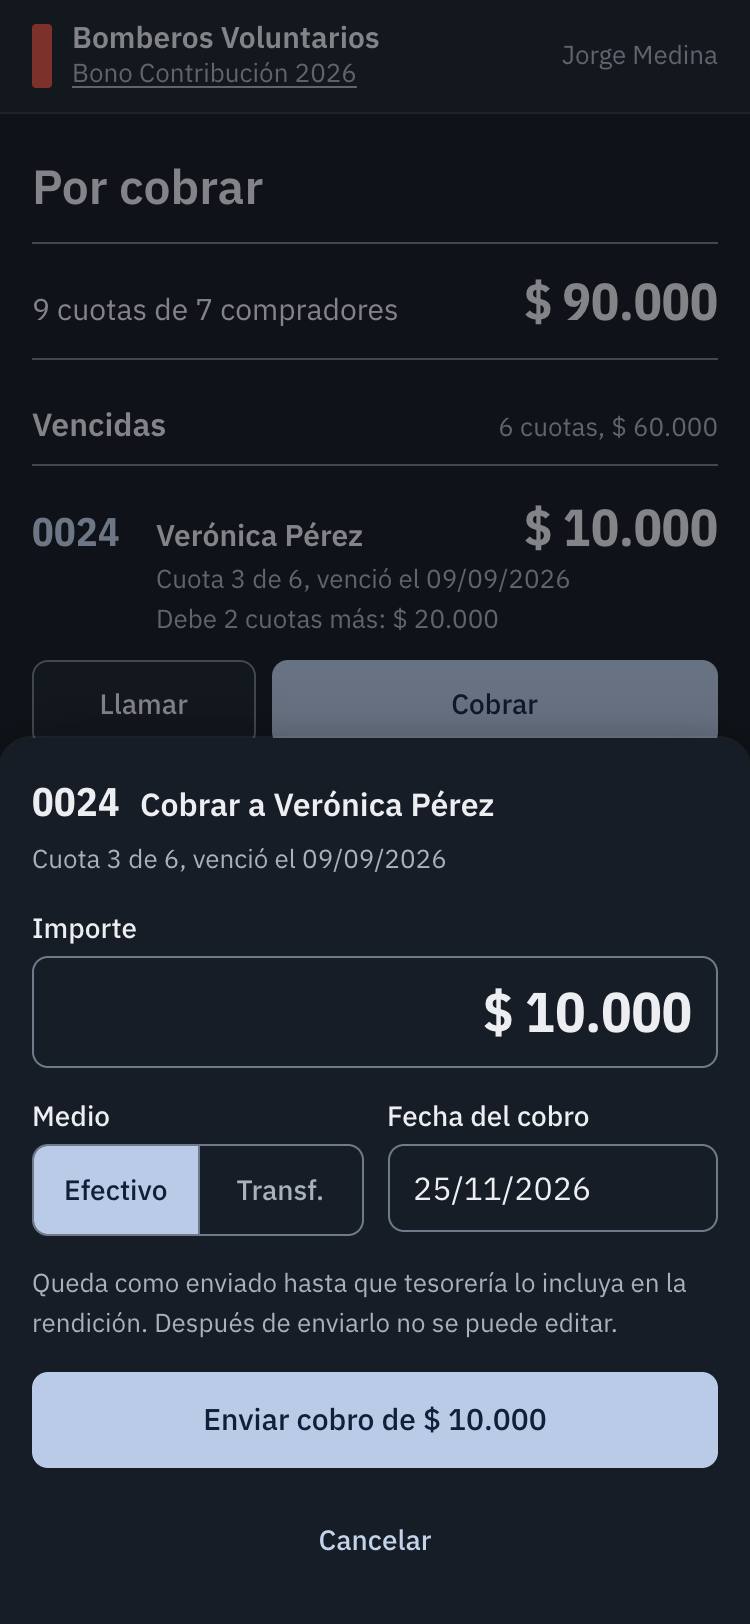 Bomberos Voluntarios
Bono Contribución 2026
Jorge Medina
Por cobrar
9 cuotas de 7 compradores $ 90.000
Vencidas 6 cuotas, $ 60.000
0024 Verónica Pérez $ 10.000
Cuota 3 de 6, venció el 09/09/2026
Debe 2 cuotas más: $ 20.000
Llamar Cobrar
0024 Cobrar a Verónica Pérez
Cuota 3 de 6, venció el 09/09/2026
Importe
$ 10.000
Medio Fecha del cobro
Efectivo Transf. 25/11/2026
Queda como enviado hasta que tesorería lo incluya en la
rendición. Después de enviarlo no se puede editar.
Enviar cobro de $ 10.000
Cancelar